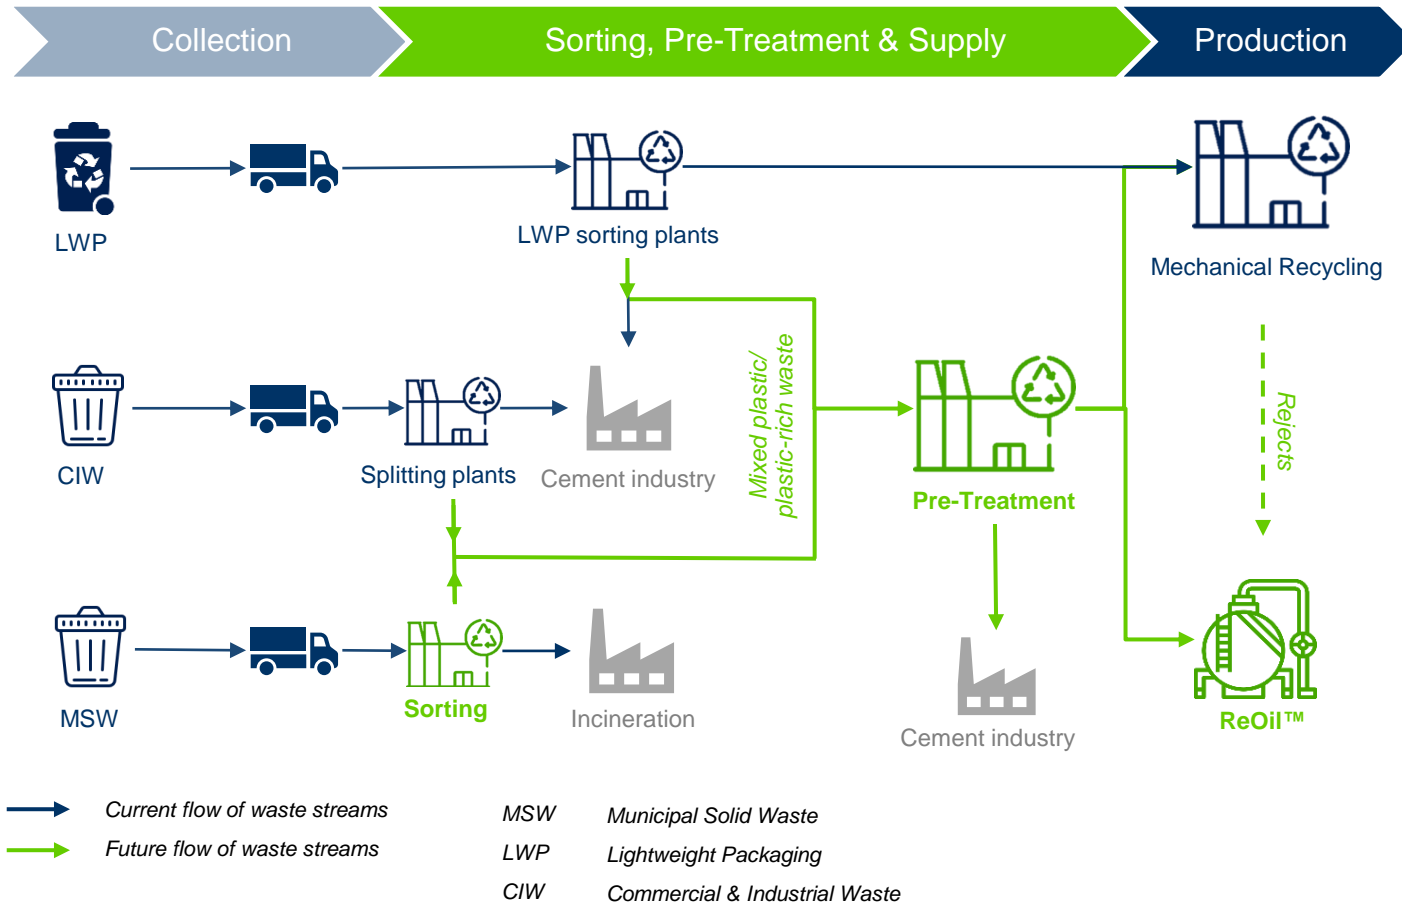 Collection
Sorting, Pre-Treatment & Supply
Production
LWP
LWP sorting plants
Mechanical Recycling
CIW
Splitting plants
Cement industry
Mixed plastic/
plastic-rich waste
Pre-Treatment
Rejects
MSW
Sorting
Incineration
Cement industry
ReOil™
Current flow of waste streams
Future flow of waste streams
MSW Municipal Solid Waste
LWP Lightweight Packaging
CIW Commercial & Industrial Waste